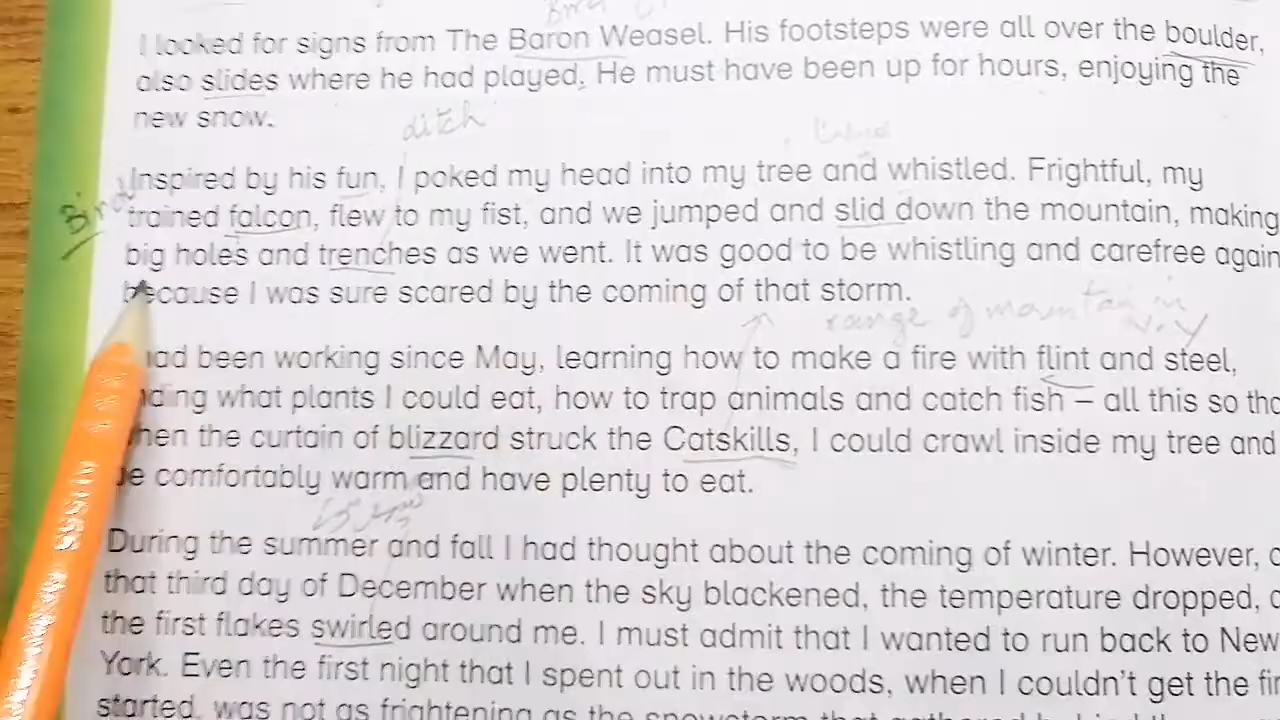 I looked for signs from The Baron Weasel. His footsteps were all over the boulder,
also slides where he had played. He must have been up for hours, enjoying the
new snow.
ditch
Inspired by his fun, I poked my head into my tree and whistled. Frightful, my
Bird
trained falcon, flew to my fist, and we jumped and slid down the mountain, making
big holes and trenches as we went. It was good to be whistling and carefree again
because I was sure scared by the coming of that storm.
range of mountain in
N.Y
had been working since May, learning how to make a fire with flint and steel,
what plants I could eat, how to trap animals and catch fish – all this so
the curtain of blizzard struck the Catskills, I could crawl inside my tree and
comfortably warm and have plenty to eat.
During the summer and fall I had thought about the coming of winter. However,
that third day of December when the sky blackened, the temperature dropped,
the first flakes swirled around me. I must admit that I wanted to run back to New
York. Even the first night that I spent out in the woods, when I couldn't get the
started, was not as frightening as the snowstorm that gathered behind the